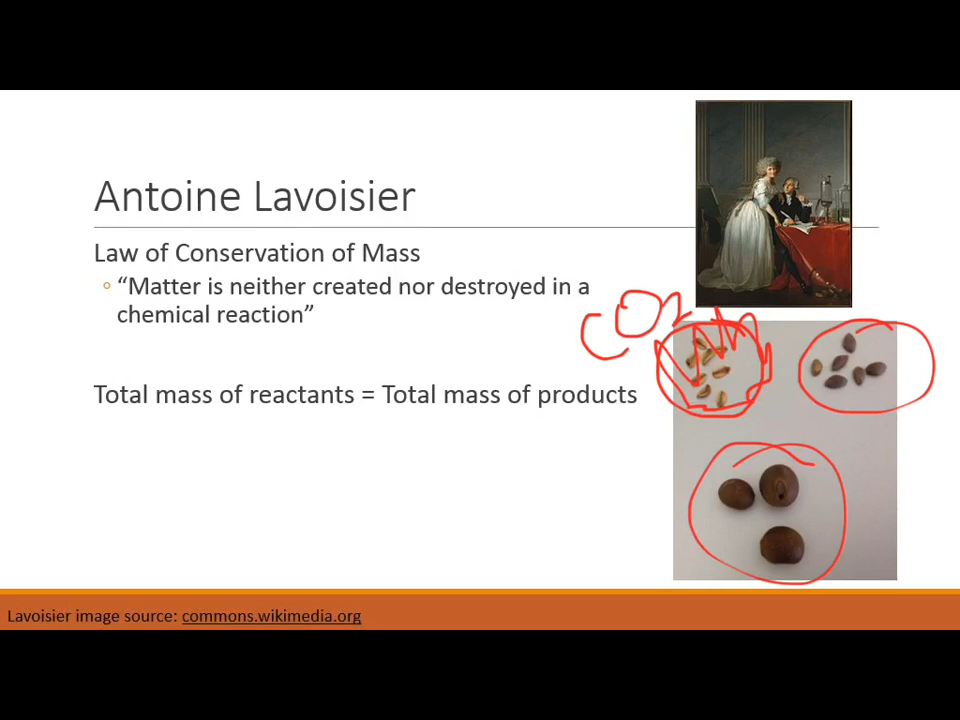 Antoine Lavoisier
Law of Conservation of Mass
“Matter is neither created nor destroyed in a
chemical reaction”
CO2
Total mass of reactants = Total mass of products
Lavoisier image source: commons.wikimedia.org